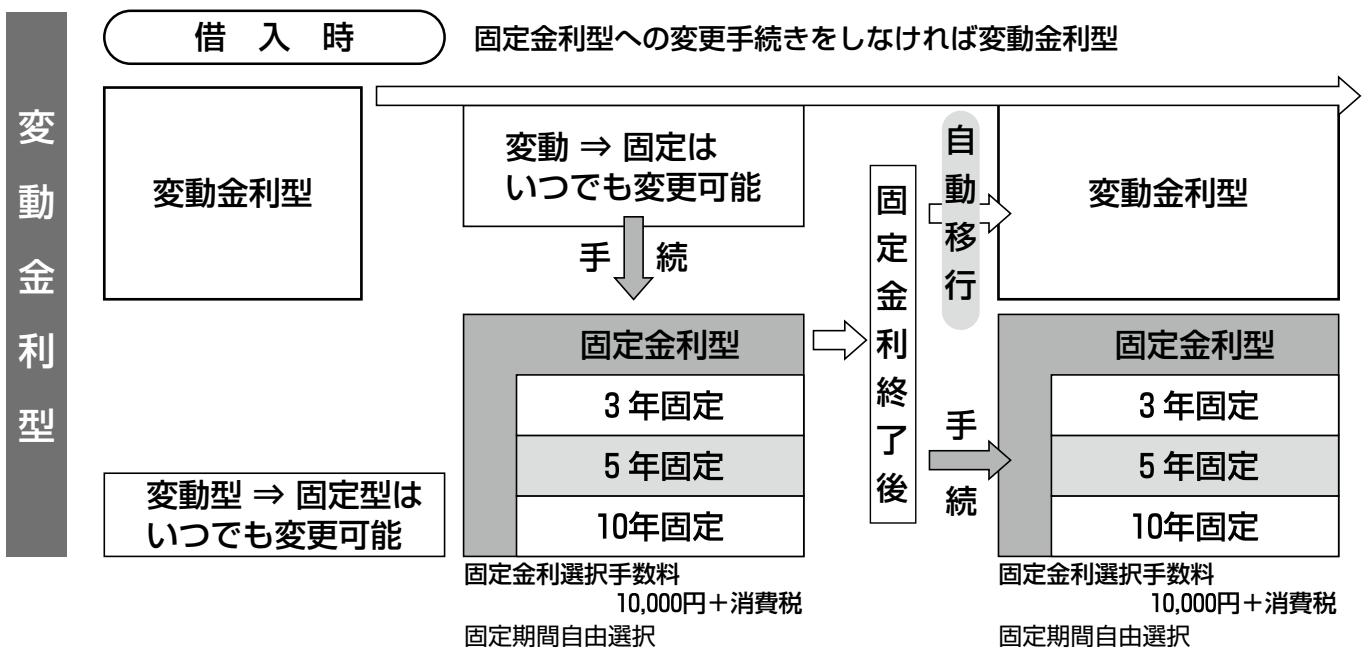 変動金利型
借入時
固定金利型への変更手続きをしなければ変動金利型
変動金利型
変動 ⇒ 固定は
いつでも変更可能
手続
固定金利型
3年固定
5年固定
10年固定
固定金利選択手数料
10,000円＋消費税
固定期間自由選択
変動型 ⇒ 固定型は
いつでも変更可能
固定金利終了後
自動移行
変動金利型
手続
固定金利型
3年固定
5年固定
10年固定
固定金利選択手数料
10,000円＋消費税
固定期間自由選択